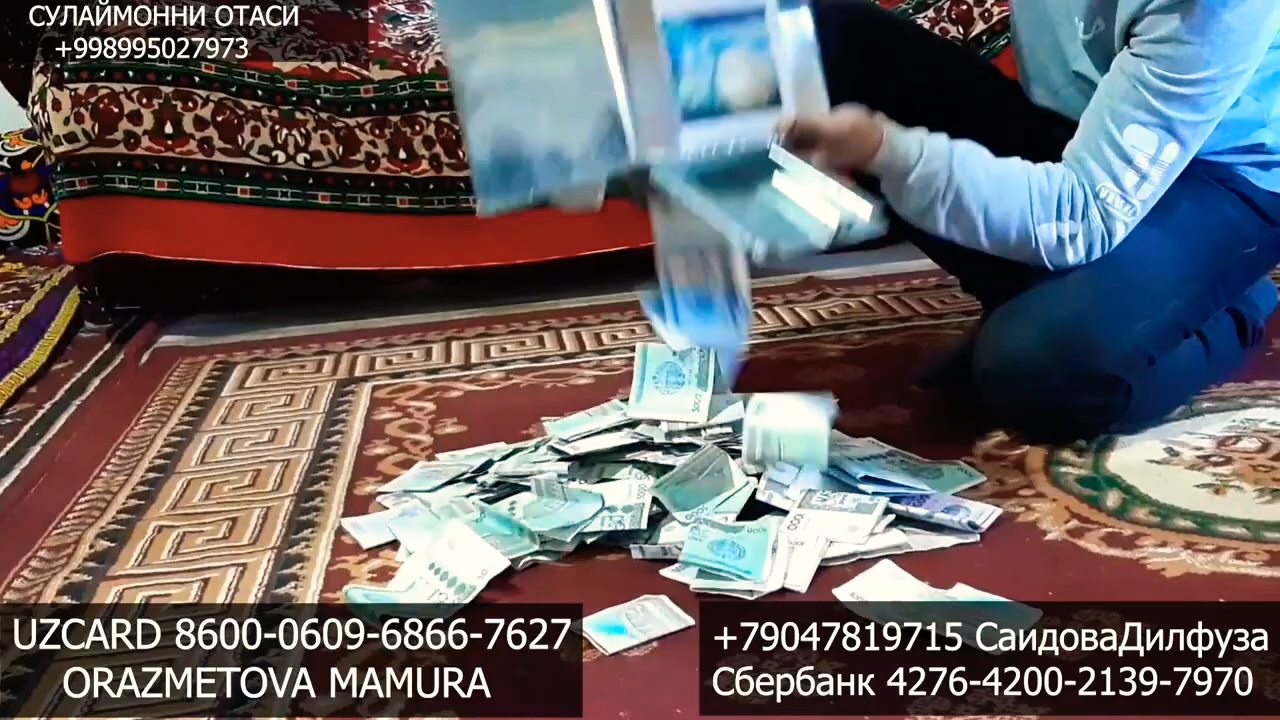 СУЛАЙМОННИ ОТАСИ
+998995027973
UZCARD 8600-0609-6866-7627
ORAZMETOVA MAMURA
+79047819715 СаидоваДилфуза
Сбербанк 4276-4200-2139-7970